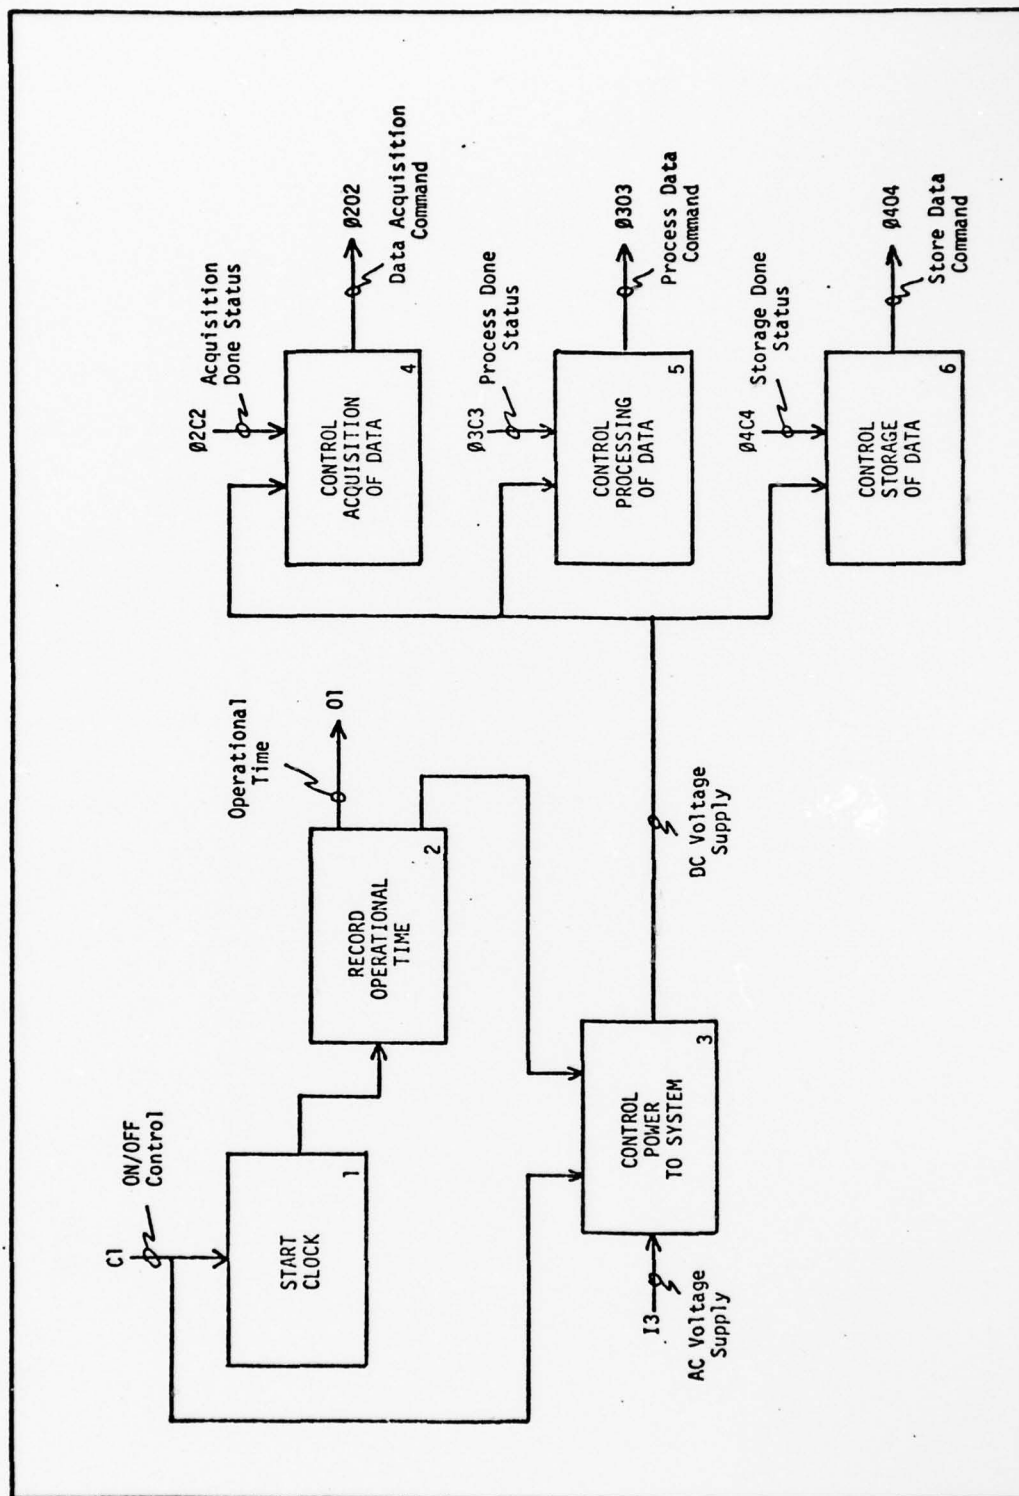 C1
ON/OFF
Control
START
CLOCK
1
RECORD
OPERATIONAL
TIME
2
Operational
Time
O1
I3
AC Voltage
Supply
CONTROL
POWER
TO SYSTEM
3
DC Voltage
Supply
Ø2C2
Acquisition
Done Status
CONTROL
ACQUISITION
OF DATA
4
Ø2O2
Data Acquisition
Command
Ø3C3
Process Done
Status
CONTROL
PROCESSING
OF DATA
5
Ø3O3
Process Data
Command
Ø4C4
Storage Done
Status
CONTROL
STORAGE
OF DATA
6
Ø4O4
Store Data
Command